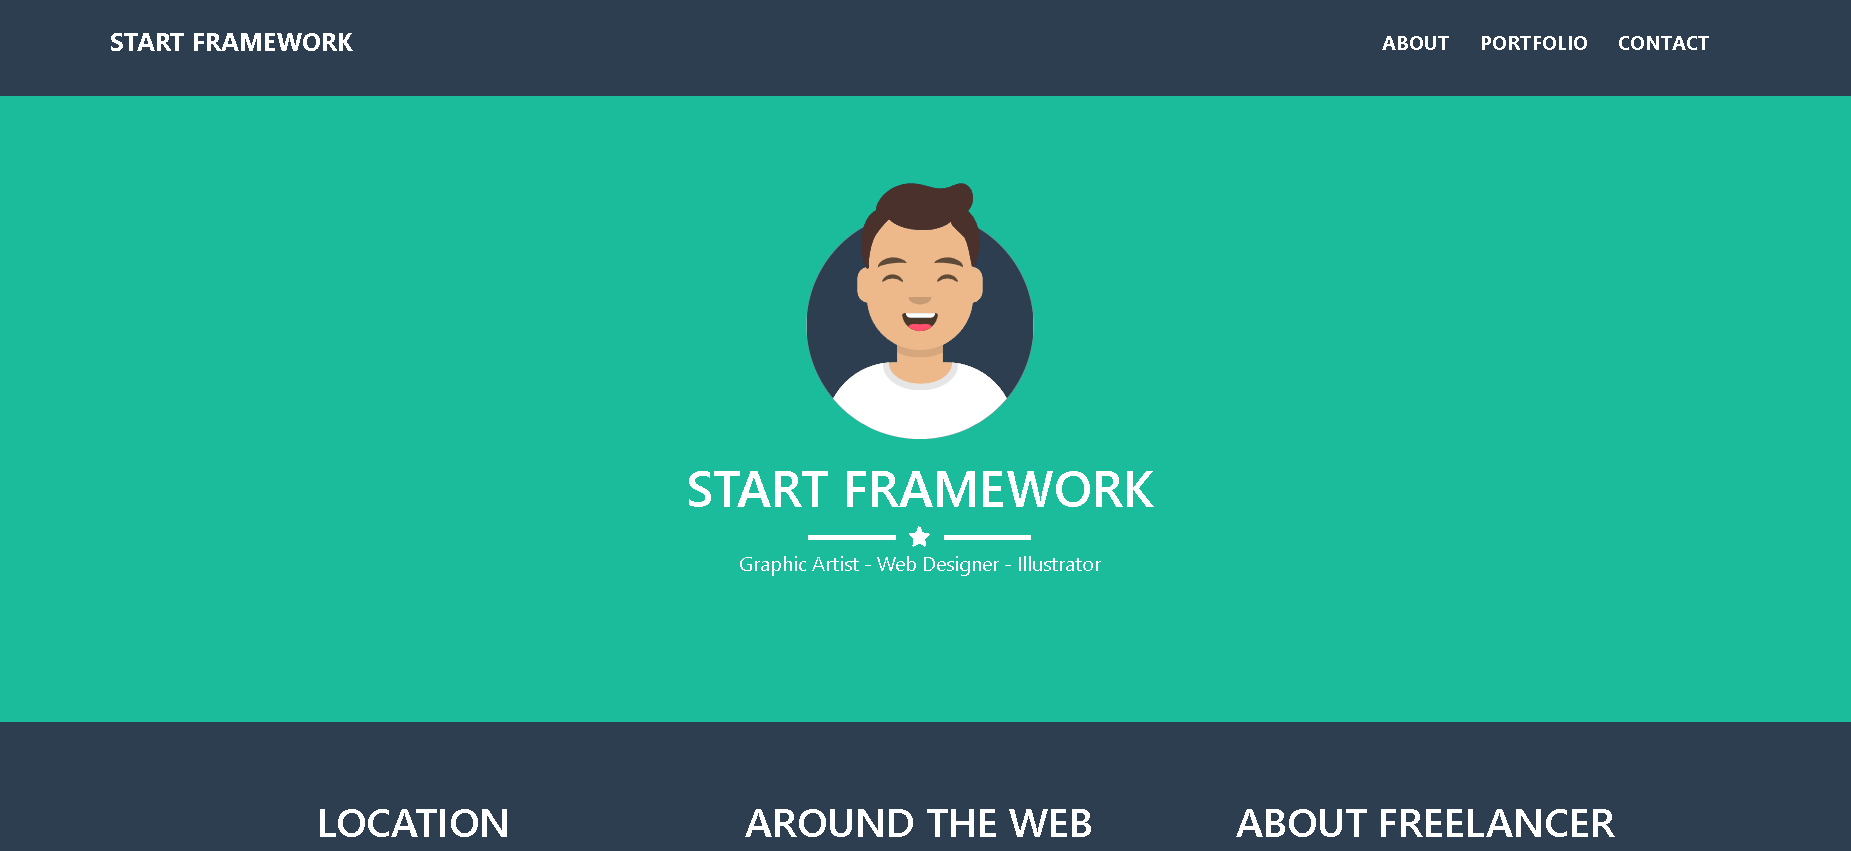 START FRAMEWORK
ABOUT PORTFOLIO CONTACT
START FRAMEWORK
Graphic Artist - Web Designer - Illustrator
LOCATION
AROUND THE WEB
ABOUT FREELANCER